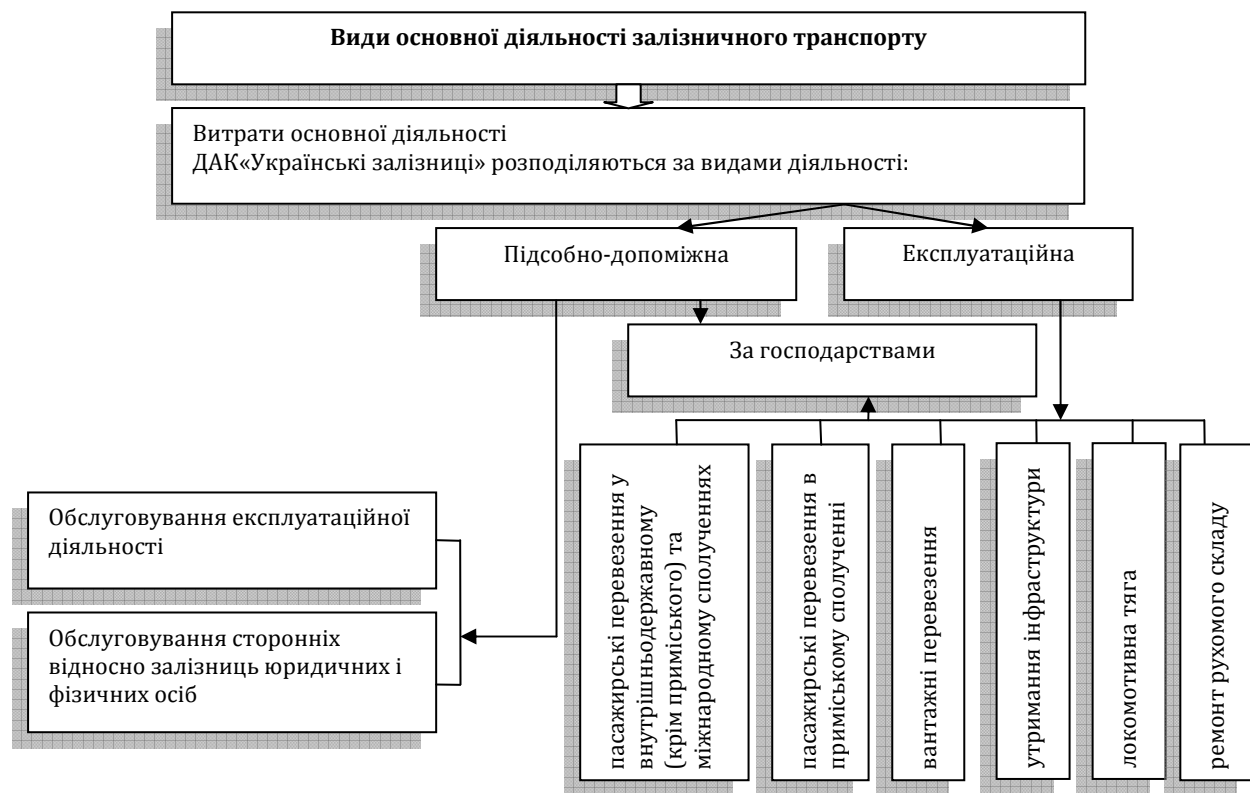 Види основної діяльності залізничного транспорту
Витрати основної діяльності
ДАК«Українські залізниці» розподіляються за видами діяльності:
Підсобно-допоміжна
Експлуатаційна
За господарствами
Обслуговування експлуатаційної
діяльності
Обслуговування сторонніх
відносно залізниць юридичних і
фізичних осіб
пасажирські перевезення у
внутрішньодержавному
(крім приміського) та
міжнародному сполученнях
пасажирські перевезення в
приміському сполученні
вантажні перевезення
утримання інфраструктури
локомотивна тяга
ремонт рухомого складу